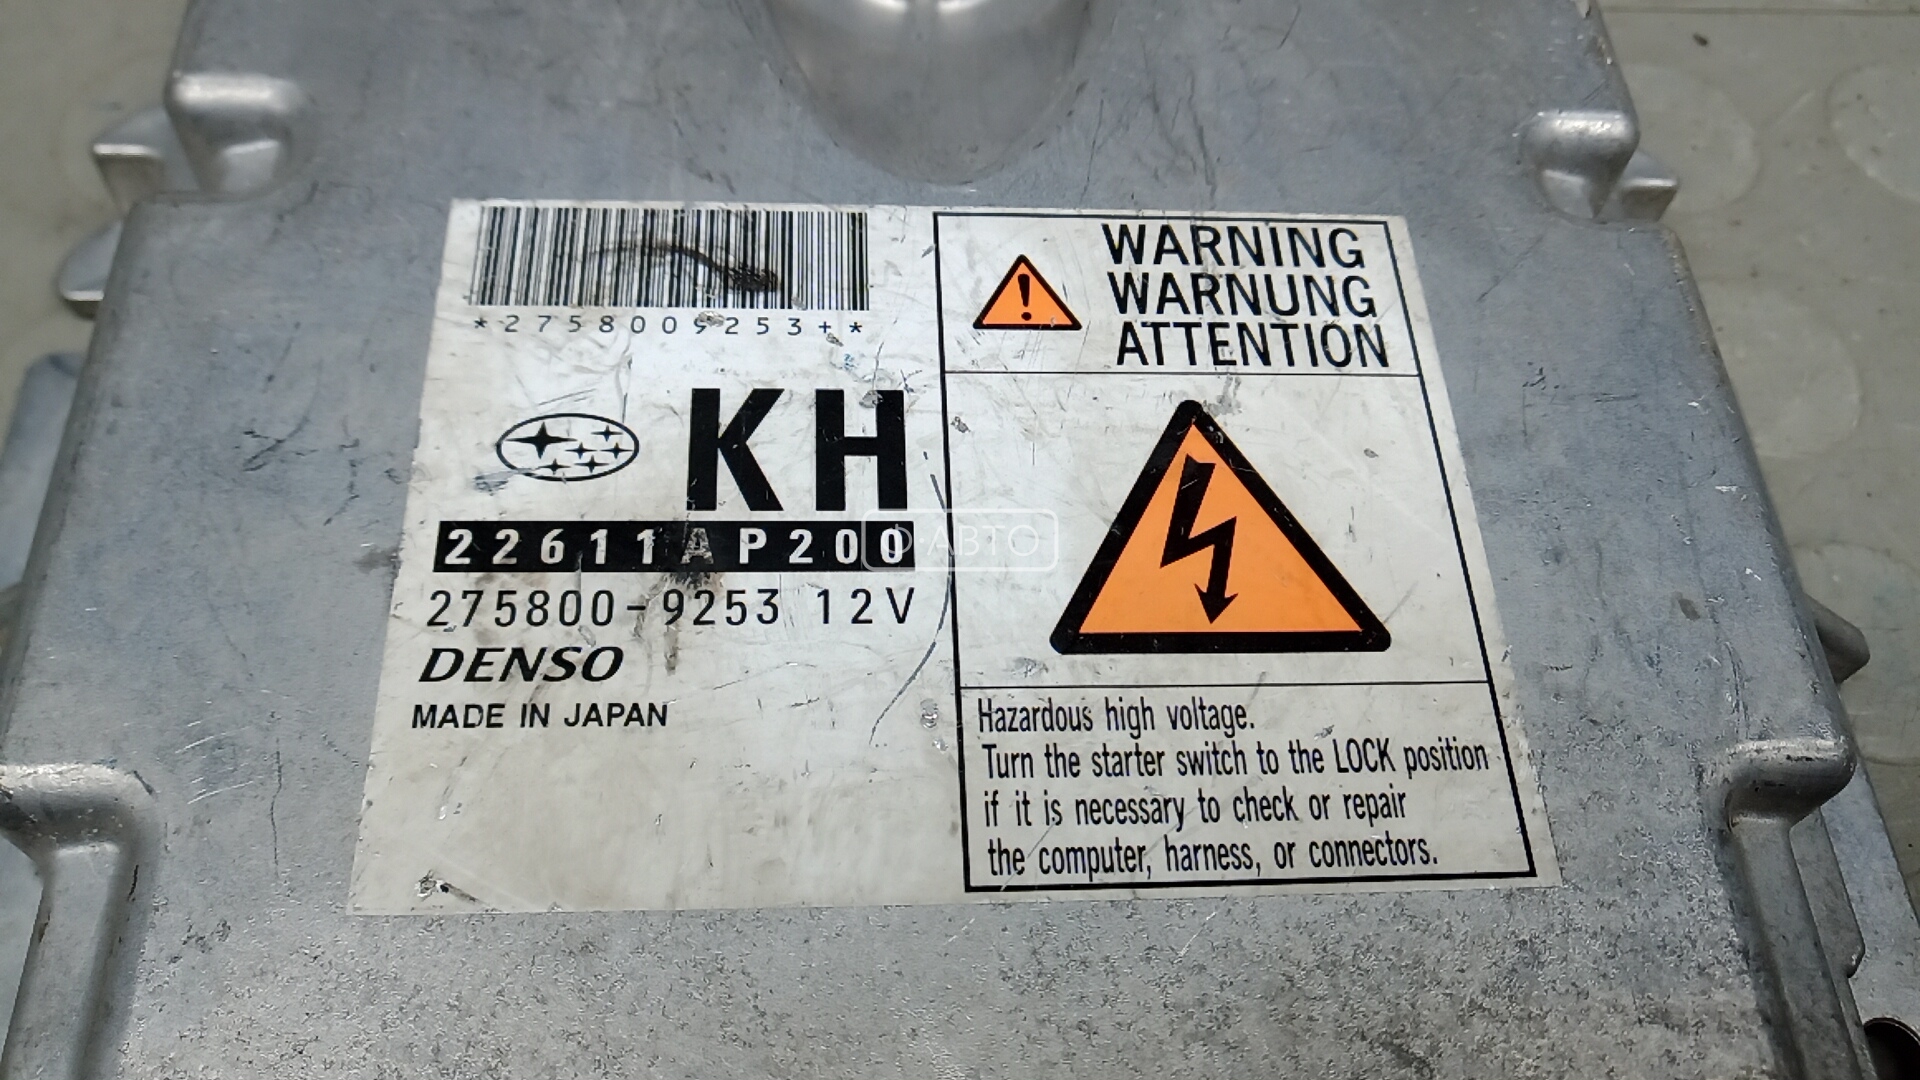 *2758009253+*
KH
22611AP200
275800-9253 12V
DENSO
MADE IN JAPAN
WARNING
WARNUNG
ATTENTION
Hazardous high voltage.
Turn the starter switch to the LOCK position
if it is necessary to check or repair
the computer, harness, or connectors.
D·АВТО